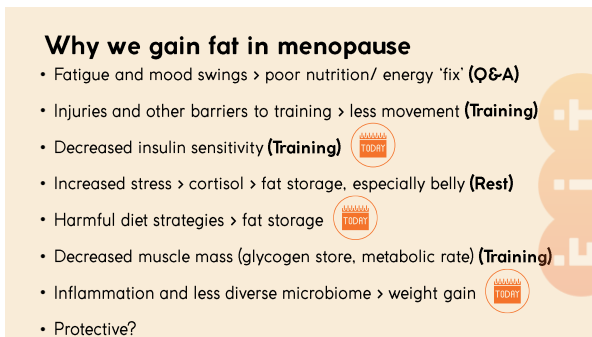 Why we gain fat in menopause
• Fatigue and mood swings > poor nutrition/ energy ‘fix’ (Q&A)
• Injuries and other barriers to training > less movement (Training)
• Decreased insulin sensitivity (Training) TODAY
• Increased stress > cortisol > fat storage, especially belly (Rest)
• Harmful diet strategies > fat storage TODAY
• Decreased muscle mass (glycogen store, metabolic rate) (Training)
• Inflammation and less diverse microbiome > weight gain TODAY
• Protective?